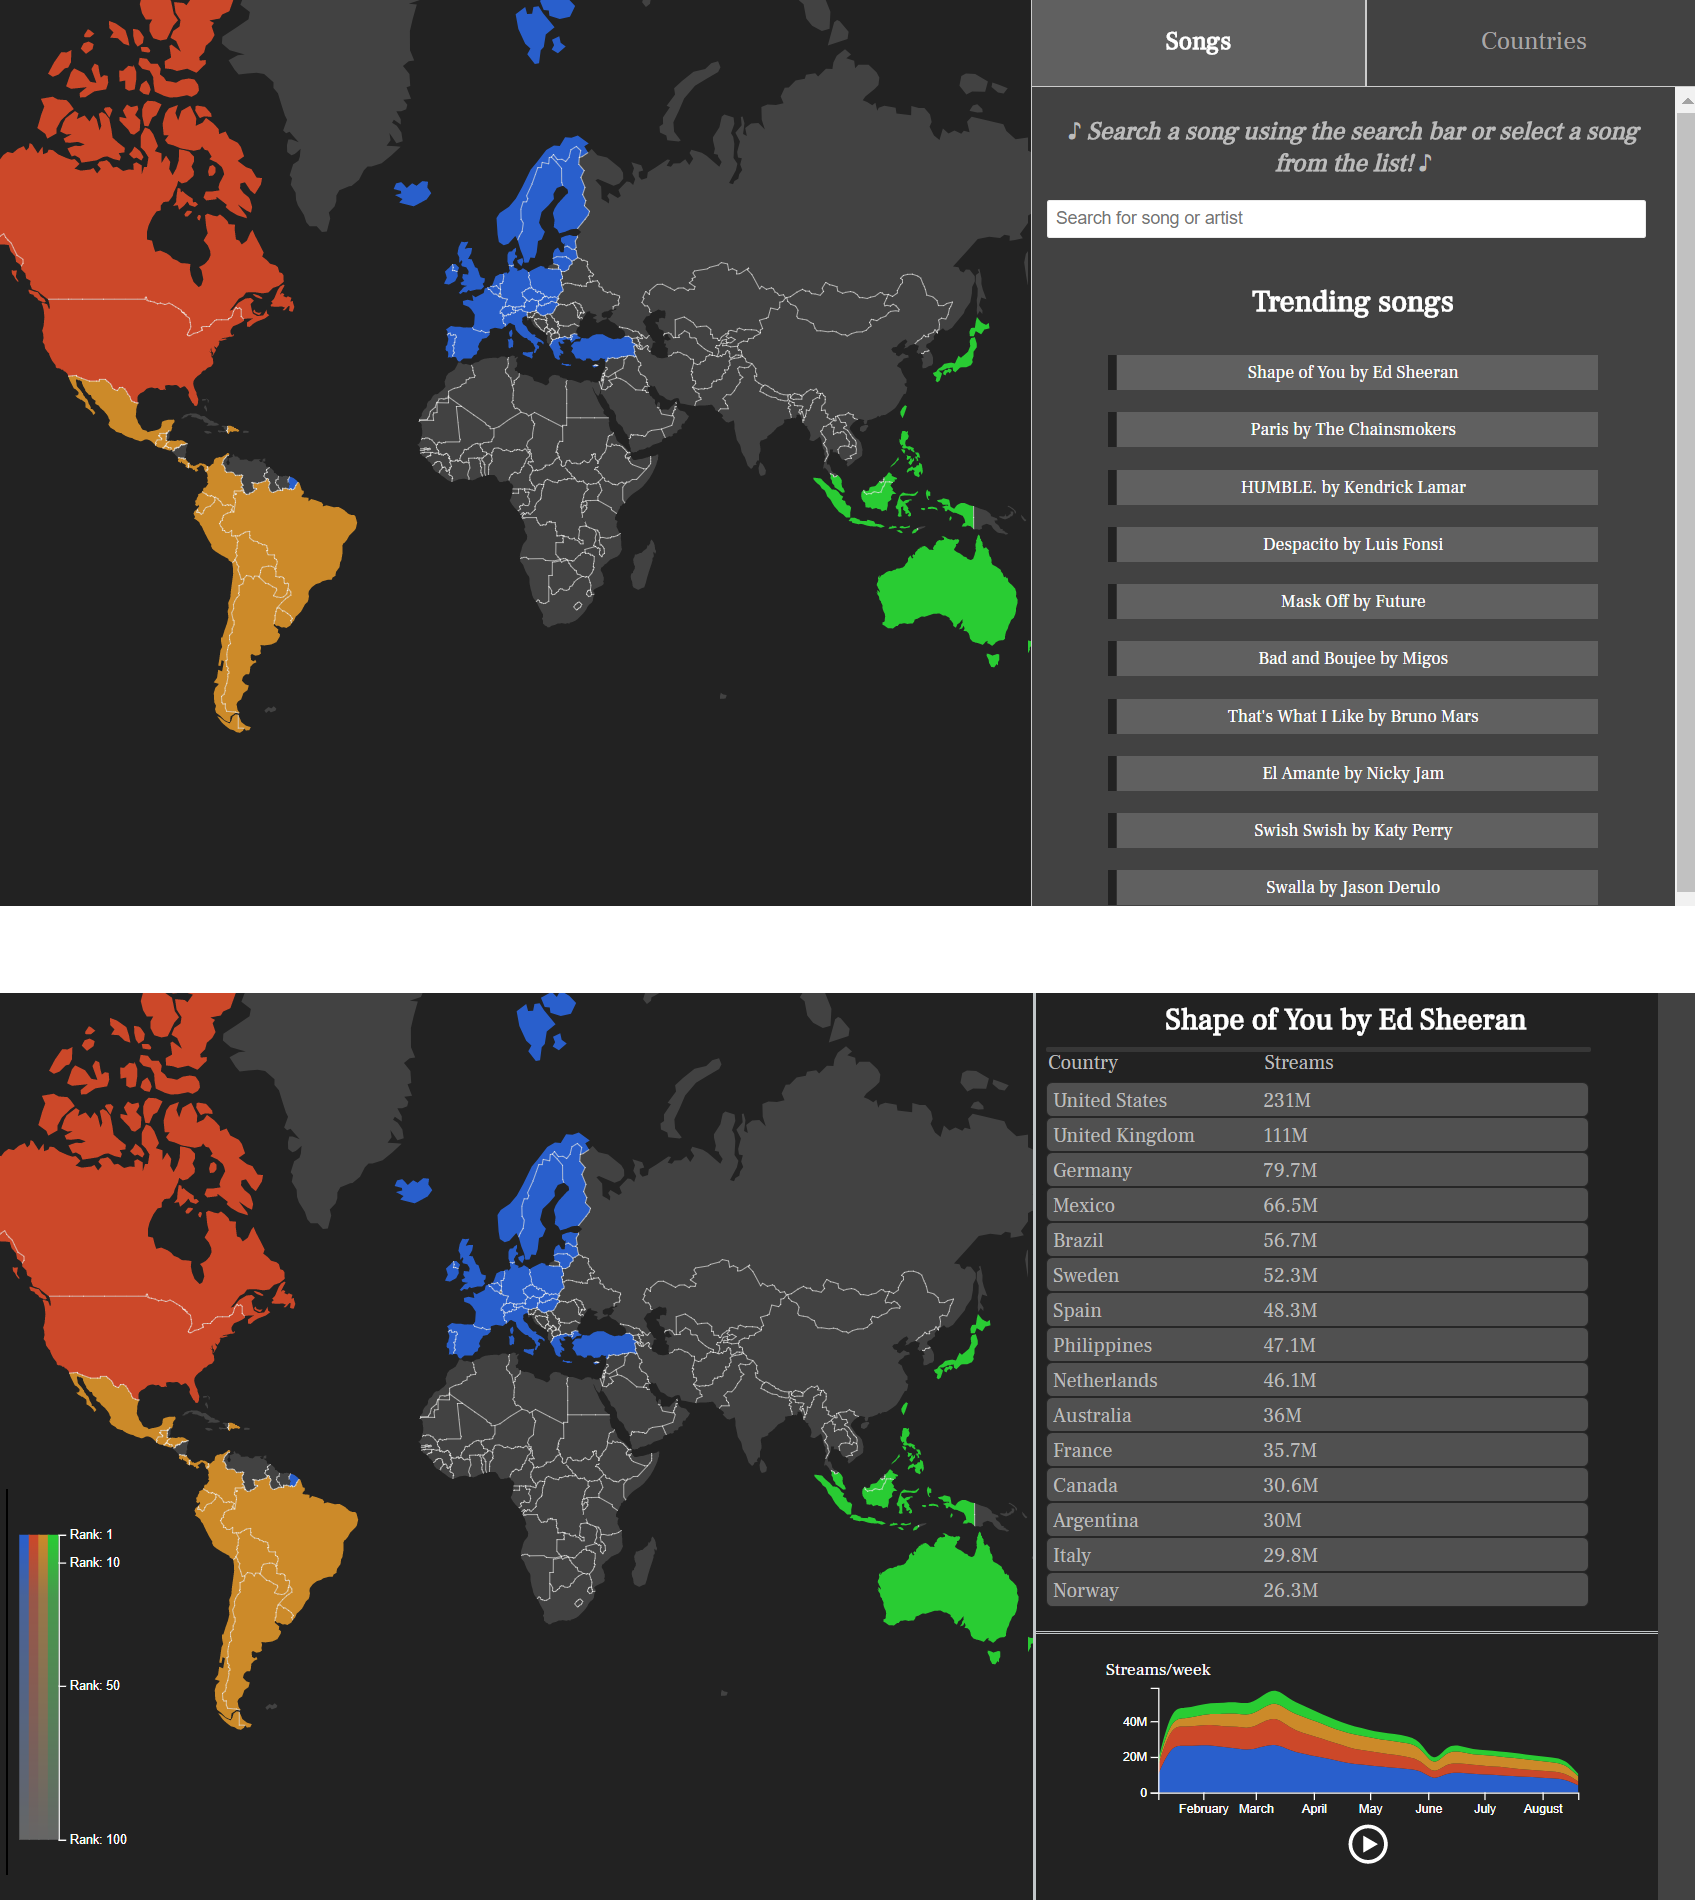 Songs
Countries
♪ Search a song using the search bar or select a song
from the list! ♪
Search for song or artist
Trending songs
Shape of You by Ed Sheeran
Paris by The Chainsmokers
HUMBLE. by Kendrick Lamar
Despacito by Luis Fonsi
Mask Off by Future
Bad and Boujee by Migos
That's What I Like by Bruno Mars
El Amante by Nicky Jam
Swish Swish by Katy Perry
Swalla by Jason Derulo
Shape of You by Ed Sheeran
Country Streams
United States 231M
United Kingdom 111M
Germany 79.7M
Mexico 66.5M
Brazil 56.7M
Sweden 52.3M
Spain 48.3M
Philippines 47.1M
Netherlands 46.1M
Australia 36M
France 35.7M
Canada 30.6M
Argentina 30M
Italy 29.8M
Norway 26.3M
Rank: 1
Rank: 10
Rank: 50
Rank: 100
Streams/week
40M
20M
0
February March April May June July August